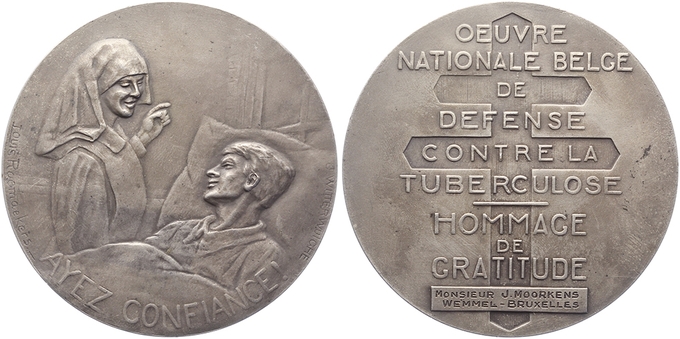 AYEZ CONFIANCE!
OEUVRE
NATIONALE BELGE
DE
DEFENSE
CONTRE LA
TUBERCULOSE
HOMMAGE
DE
GRATITUDE
MONSIEUR J. MOORKENS
WEMMEL-BRUXELLES